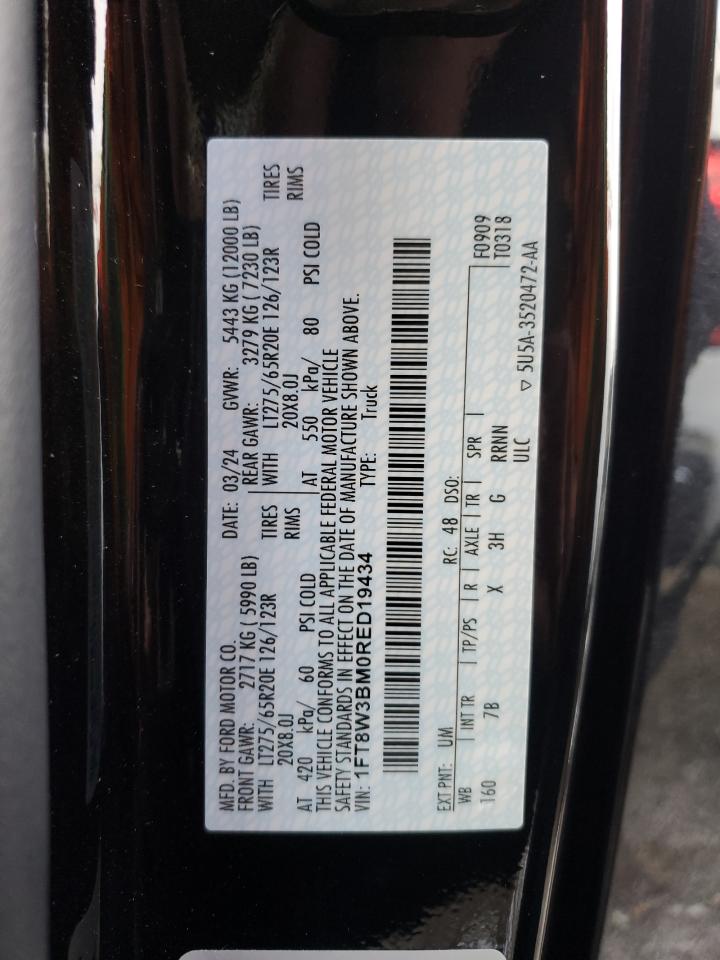 MFD. BY FORD MOTOR CO.
DATE: 03/24 GVWR: 5443 KG (12000 LB)
FRONT GAWR: 2717 KG ( 5990 LB) REAR GAWR: 3279 KG ( 7230 LB)
WITH LT275/65R20E 126/123R TIRES WITH LT275/65R20E 126/123R TIRES
20X8.0J RIMS 20X8.0J RIMS
AT 420 kPa/ 60 PSI COLD AT 550 kPa/ 80 PSI COLD
THIS VEHICLE CONFORMS TO ALL APPLICABLE FEDERAL MOTOR VEHICLE
SAFETY STANDARDS IN EFFECT ON THE DATE OF MANUFACTURE SHOWN ABOVE.
VIN: 1FT8W3BM0RED19434 TYPE: Truck
EXT PNT: UM RC: 48 DSO:
WB INT TR TP/PS R AXLE TR SPR F0909
160 7B X 3H G RRNN T0318
ULC ▽ 5U5A-3520472-AA